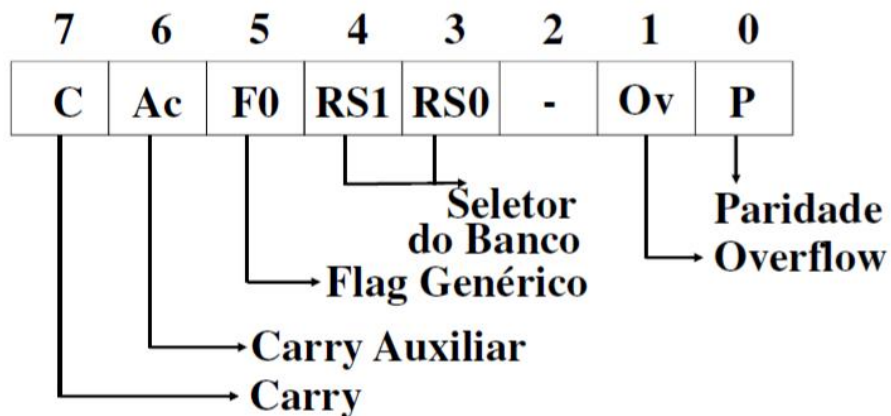 7 6 5 4 3 2 1 0
C Ac F0 RS1 RS0 - Ov P
Seletor
do Banco
Paridade
Overflow
Flag Genérico
Carry Auxiliar
Carry